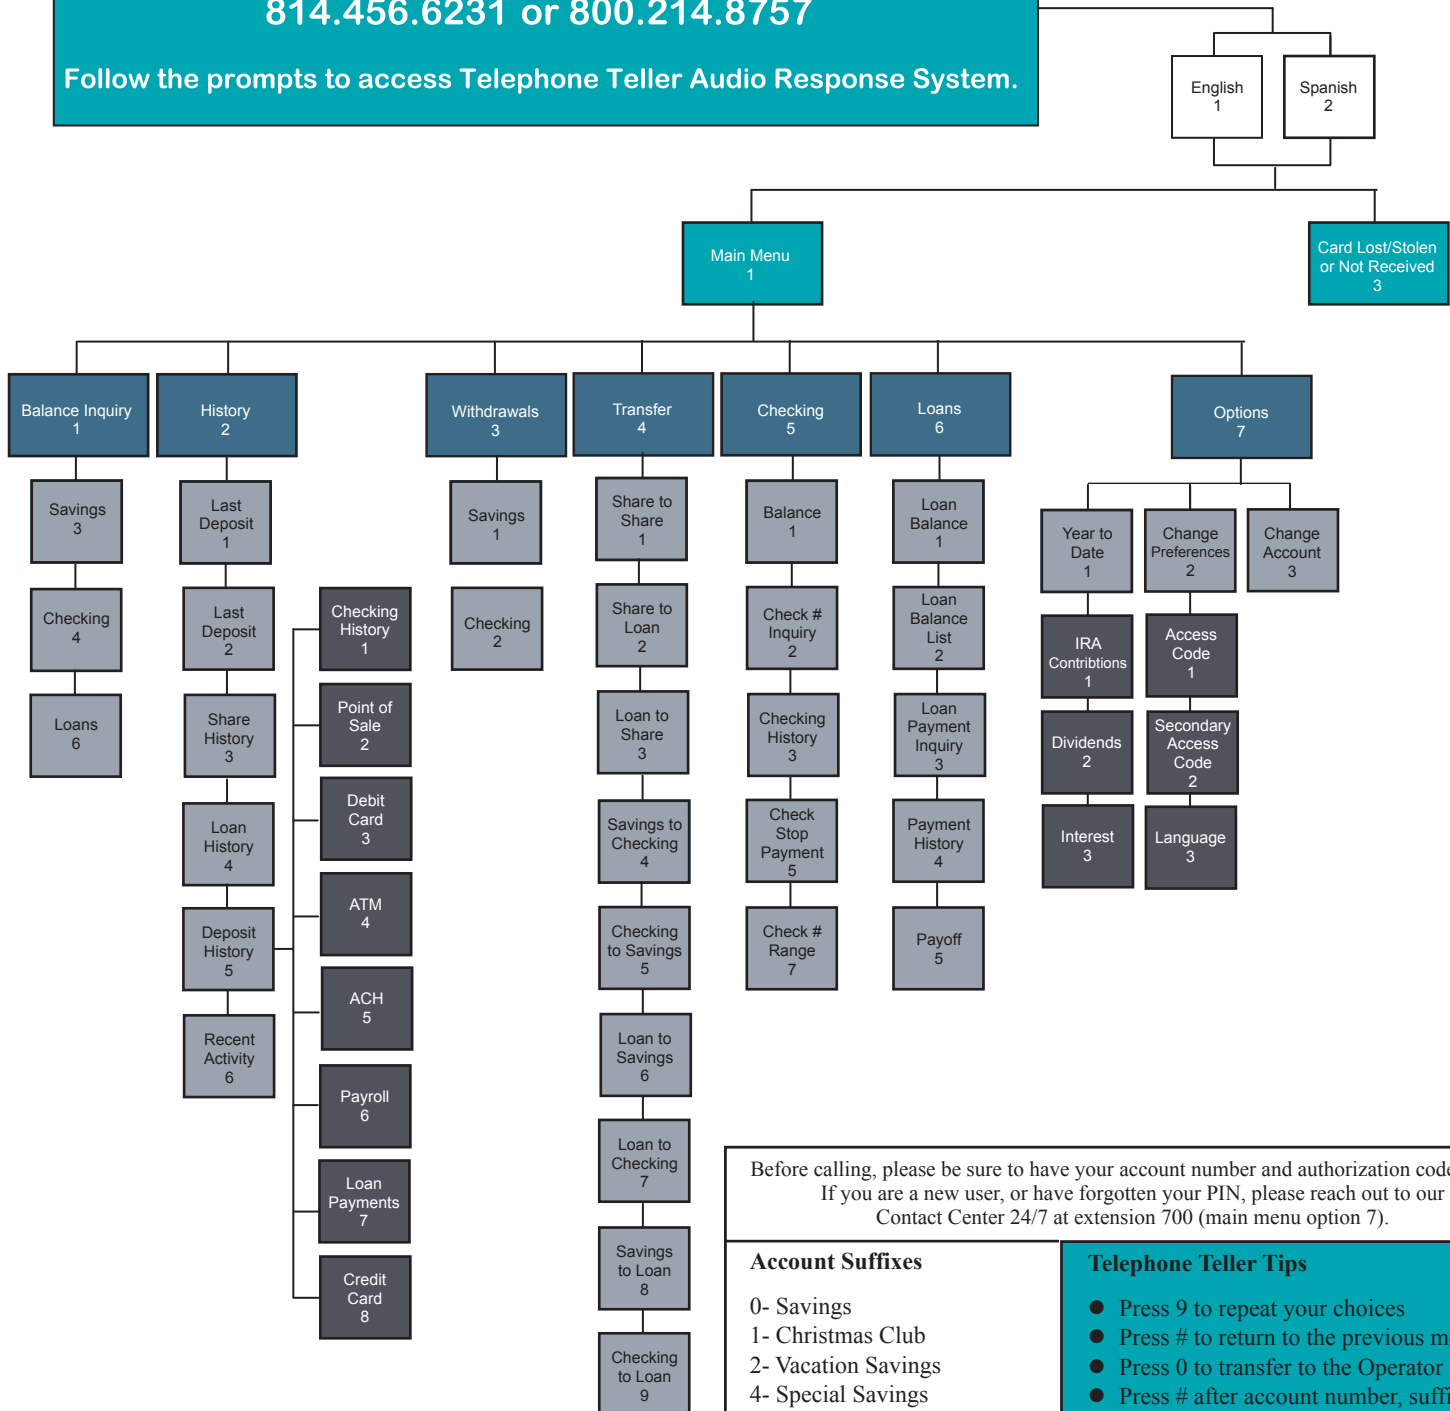 814.456.6231 or 800.214.8757
Follow the prompts to access Telephone Teller Audio Response System.
English
1
Spanish
2
Main Menu
1
Card Lost/Stolen
or Not Received
3
Balance Inquiry
1
Savings
3
Checking
4
Loans
6
History
2
Last
Deposit
1
Last
Deposit
2
Share
History
3
Loan
History
4
Deposit
History
5
Recent
Activity
6
Checking
History
1
Point of
Sale
2
Debit
Card
3
ATM
4
ACH
5
Payroll
6
Loan
Payments
7
Credit
Card
8
Withdrawals
3
Savings
1
Checking
2
Transfer
4
Share to
Share
1
Share to
Loan
2
Loan to
Share
3
Savings to
Checking
4
Checking
to Savings
5
Loan to
Savings
6
Loan to
Checking
7
Savings
to Loan
8
Checking
to Loan
9
Checking
5
Balance
1
Check #
Inquiry
2
Checking
History
3
Check
Stop
Payment
5
Check #
Range
7
Loans
6
Loan
Balance
1
Loan
Balance
List
2
Loan
Payment
Inquiry
3
Payment
History
4
Payoff
5
Options
7
Year to
Date
1
IRA
Contribtions
1
Dividends
2
Interest
3
Change
Preferences
2
Access
Code
1
Secondary
Access
Code
2
Language
3
Change
Account
3
Before calling, please be sure to have your account number and authorization code
If you are a new user, or have forgotten your PIN, please reach out to our
Contact Center 24/7 at extension 700 (main menu option 7).
Account Suffixes
0- Savings
1- Christmas Club
2- Vacation Savings
4- Special Savings
Telephone Teller Tips
● Press 9 to repeat your choices
● Press # to return to the previous
● Press 0 to transfer to the Operator
● Press # after account number,